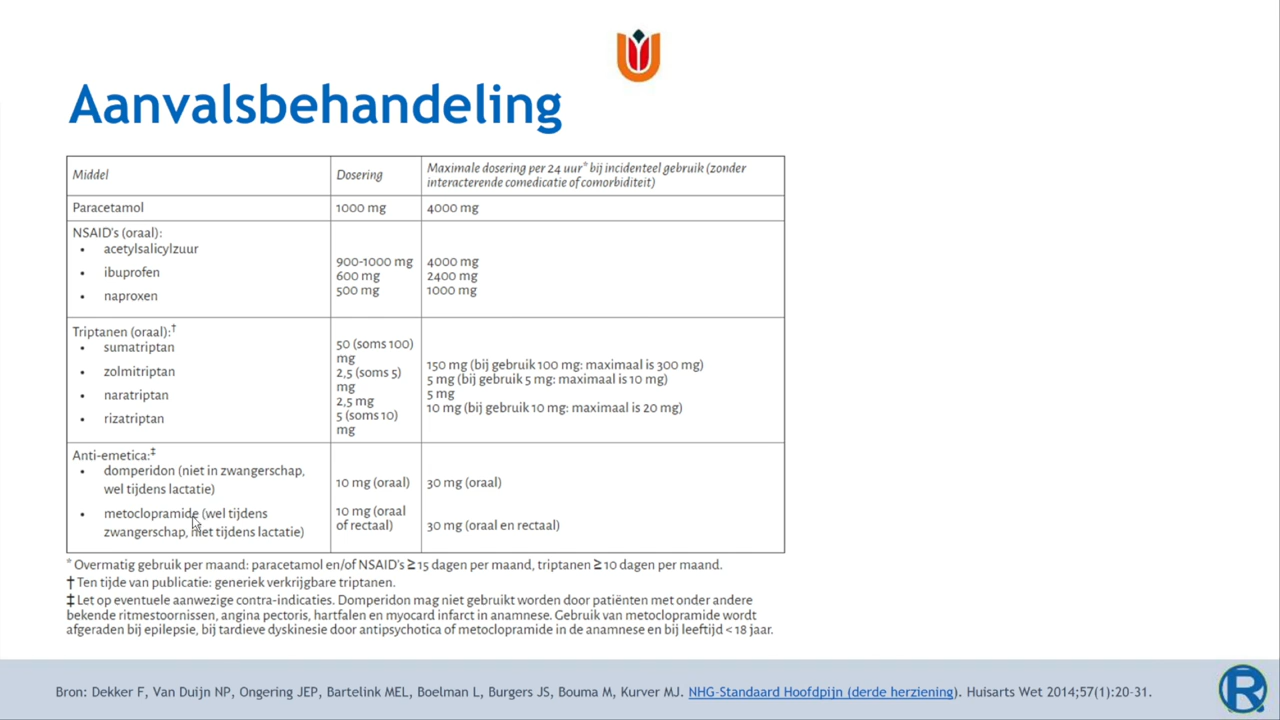 Aanvalsbehandeling
Middel
Dosering
Maximale dosering per 24 uur* bij incidenteel gebruik (zonder
interacterende comedicatie of comorbiditeit)
Paracetamol
1000 mg
4000 mg
NSAID's (oraal):
• acetylsalicylzuur
• ibuprofen
• naproxen
900-1000 mg
600 mg
500 mg
4000 mg
2400 mg
1000 mg
Triptanen (oraal):†
• sumatriptan
• zolmitriptan
• naratriptan
• rizatriptan
50 (soms 100)
mg
2,5 (soms 5)
mg
2,5 mg
5 (soms 10)
mg
150 mg (bij gebruik 100 mg: maximaal is 300 mg)
5 mg (bij gebruik 5 mg: maximaal is 10 mg)
5 mg
10 mg (bij gebruik 10 mg: maximaal is 20 mg)
Anti-emetica:‡
• domperidon (niet in zwangerschap,
wel tijdens lactatie)
• metoclopramide (wel tijdens
zwangerschap, niet tijdens lactatie)
10 mg (oraal)
10 mg (oraal
of rectaal)
30 mg (oraal)
30 mg (oraal en rectaal)
* Overmatig gebruik per maand: paracetamol en/of NSAID's ≥ 15 dagen per maand, triptanen ≥ 10 dagen per maand.
† Ten tijde van publicatie: generiek verkrijgbare triptanen.
‡ Let op eventuele aanwezige contra-indicaties. Domperidon mag niet gebruikt worden door patiënten met onder andere
bekende ritmestoornissen, angina pectoris, hartfalen en myocard infarct in anamnese. Gebruik van metoclopramide wordt
afgeraden bij epilepsie, bij tardieve dyskinesie door antipsychotica of metoclopramide in de anamnese en bij leeftijd < 18 jaar.
Bron: Dekker F, Van Duijn NP, Ongering JEP, Bartelink MEL, Boelman L, Burgers JS, Bouma M, Kurver MJ. NHG-Standaard Hoofdpijn (derde herziening). Huisarts Wet 2014;57(1):20-31.
R